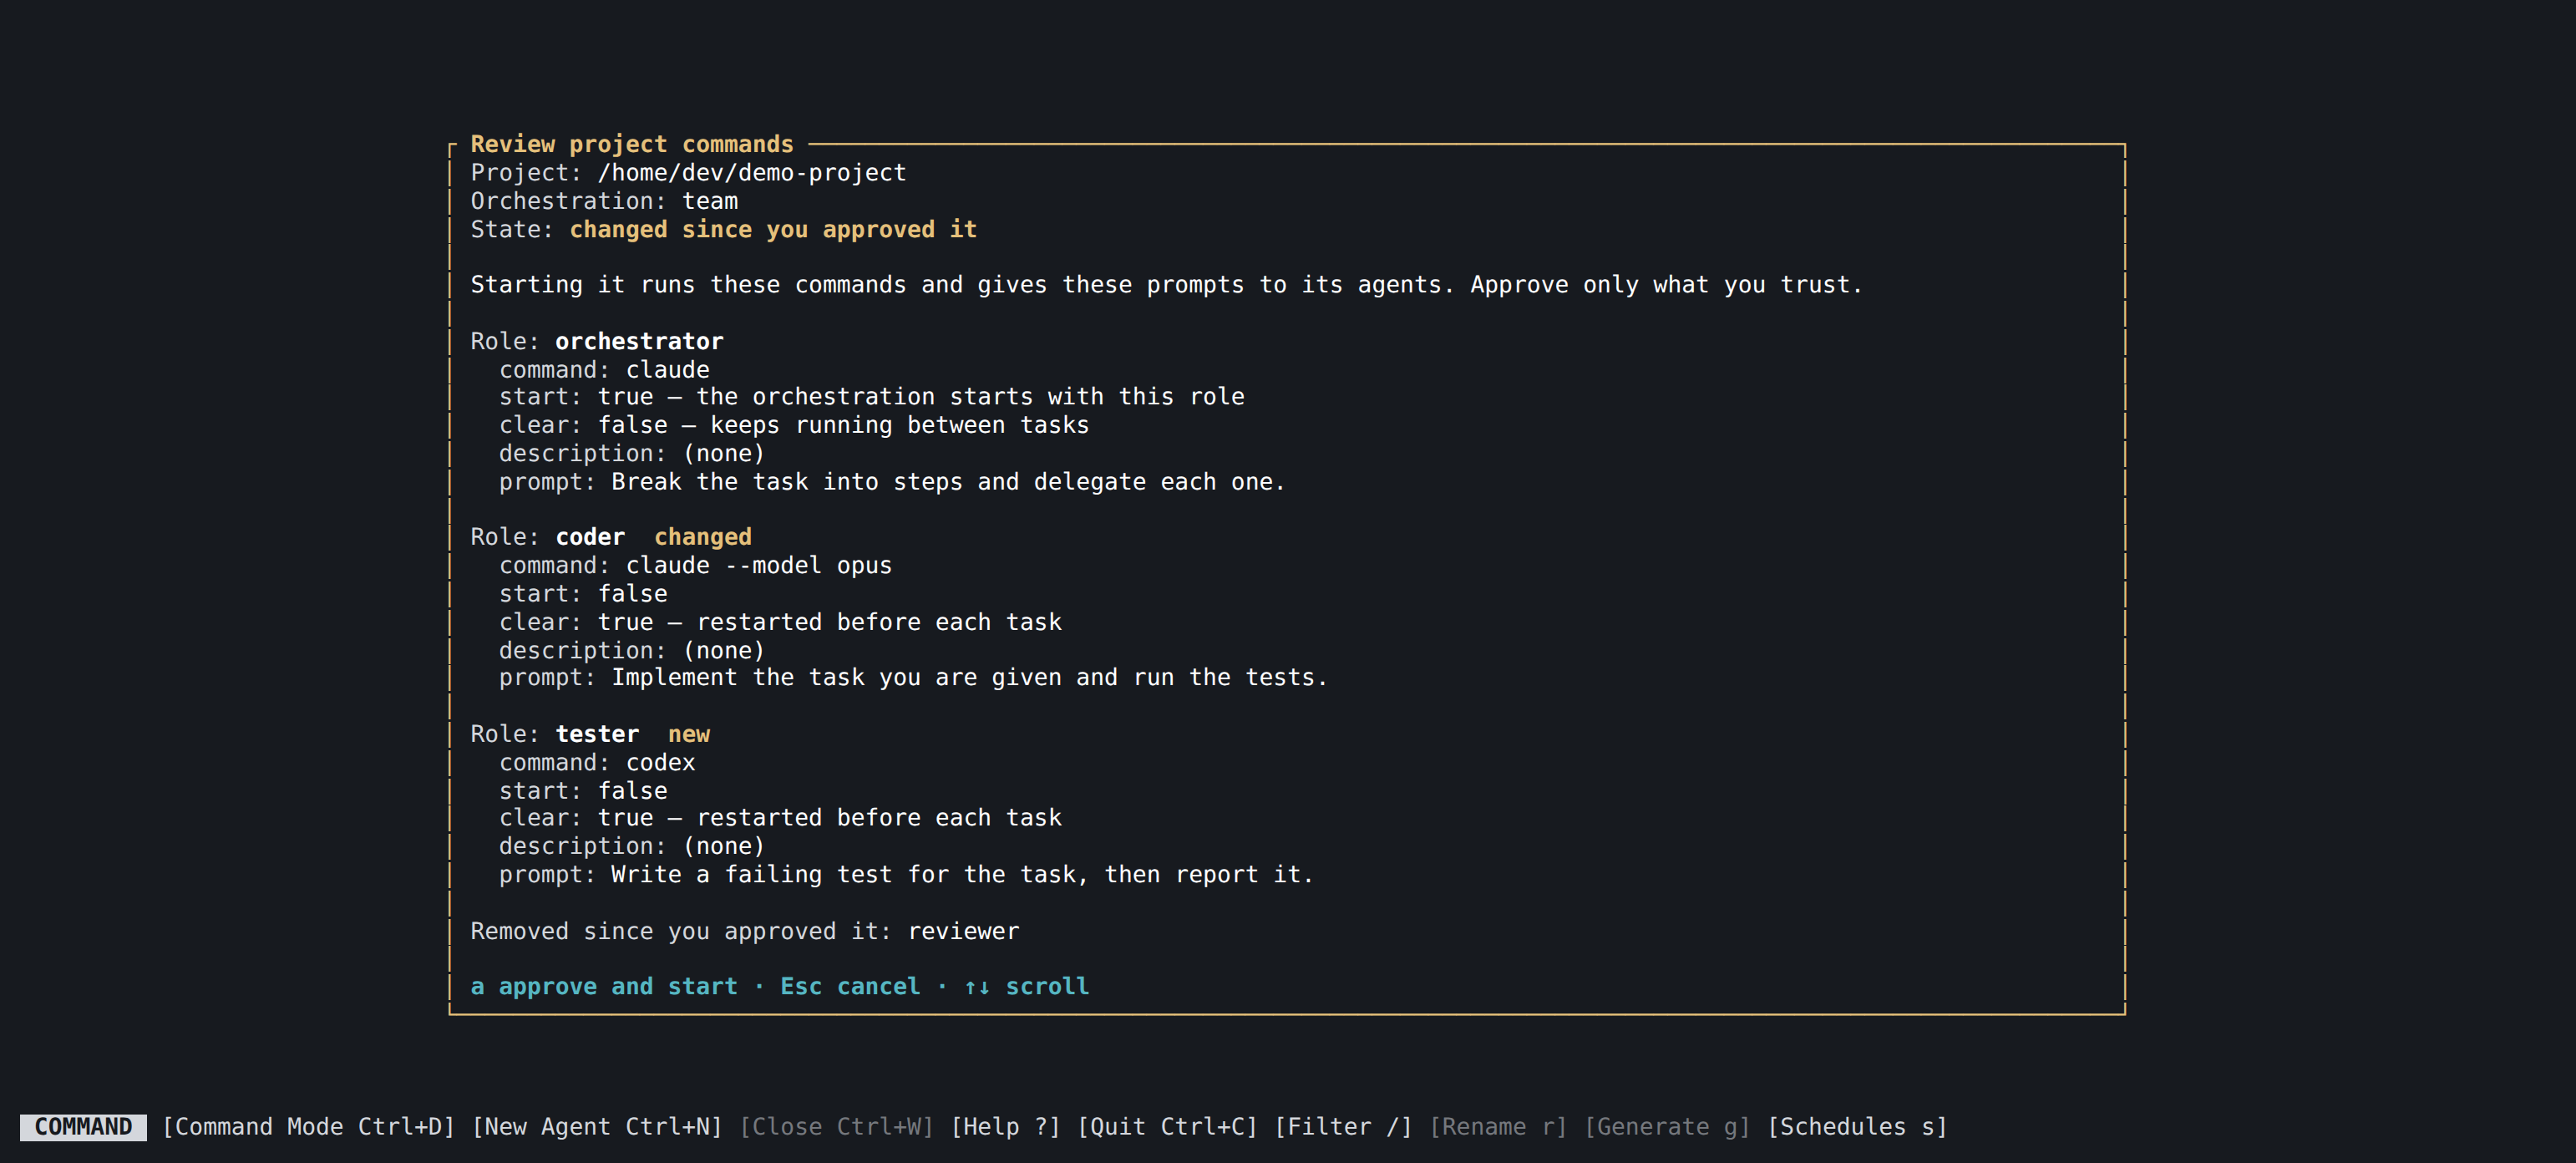 Review project commands
Project: /home/dev/demo-project
Orchestration: team
State: changed since you approved it
Starting it runs these commands and gives these prompts to its agents. Approve only what you trust.
Role: orchestrator
command: claude
start: true — the orchestration starts with this role
clear: false — keeps running between tasks
description: (none)
prompt: Break the task into steps and delegate each one.
Role: coder  changed
command: claude --model opus
start: false
clear: true — restarted before each task
description: (none)
prompt: Implement the task you are given and run the tests.
Role: tester  new
command: codex
start: false
clear: true — restarted before each task
description: (none)
prompt: Write a failing test for the task, then report it.
Removed since you approved it: reviewer
a approve and start · Esc cancel · ↑↓ scroll
COMMAND [Command Mode Ctrl+D] [New Agent Ctrl+N] [Close Ctrl+W] [Help ?] [Quit Ctrl+C] [Filter /] [Rename r] [Generate g] [Schedules s]